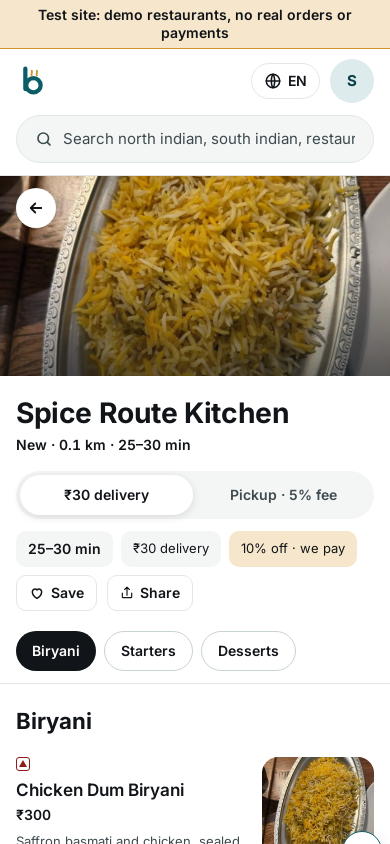 Test site: demo restaurants, no real orders or
payments
b
EN
S
Search north indian, south indian, restaur
Spice Route Kitchen
New · 0.1 km · 25–30 min
₹30 delivery
Pickup · 5% fee
25–30 min
₹30 delivery
10% off · we pay
Save
Share
Biryani
Starters
Desserts
Biryani
Chicken Dum Biryani
₹300
Saffron basmati and chicken, sealed